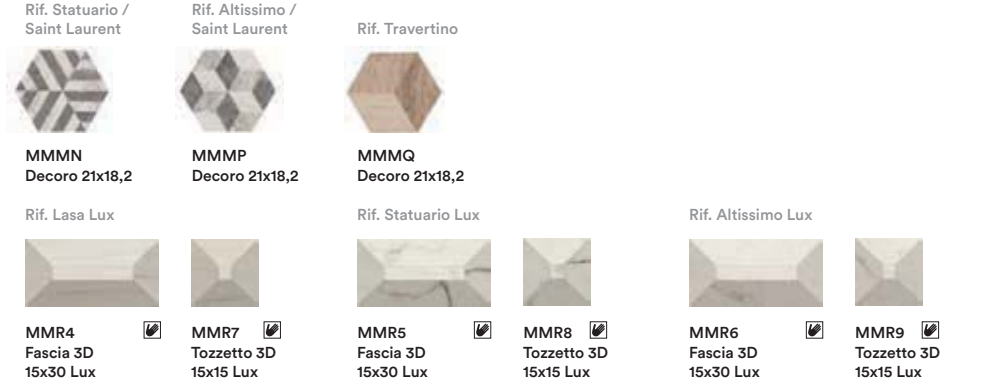 Rif. Statuario /
Saint Laurent
Rif. Altissimo /
Saint Laurent
Rif. Travertino
MMMN
Decoro 21x18,2
MMMP
Decoro 21x18,2
MMMQ
Decoro 21x18,2
Rif. Lasa Lux
Rif. Statuario Lux
Rif. Altissimo Lux
MMR4
Fascia 3D
15x30 Lux
MMR7
Tozzetto 3D
15x15 Lux
MMR5
Fascia 3D
15x30 Lux
MMR8
Tozzetto 3D
15x15 Lux
MMR6
Fascia 3D
15x30 Lux
MMR9
Tozzetto 3D
15x15 Lux